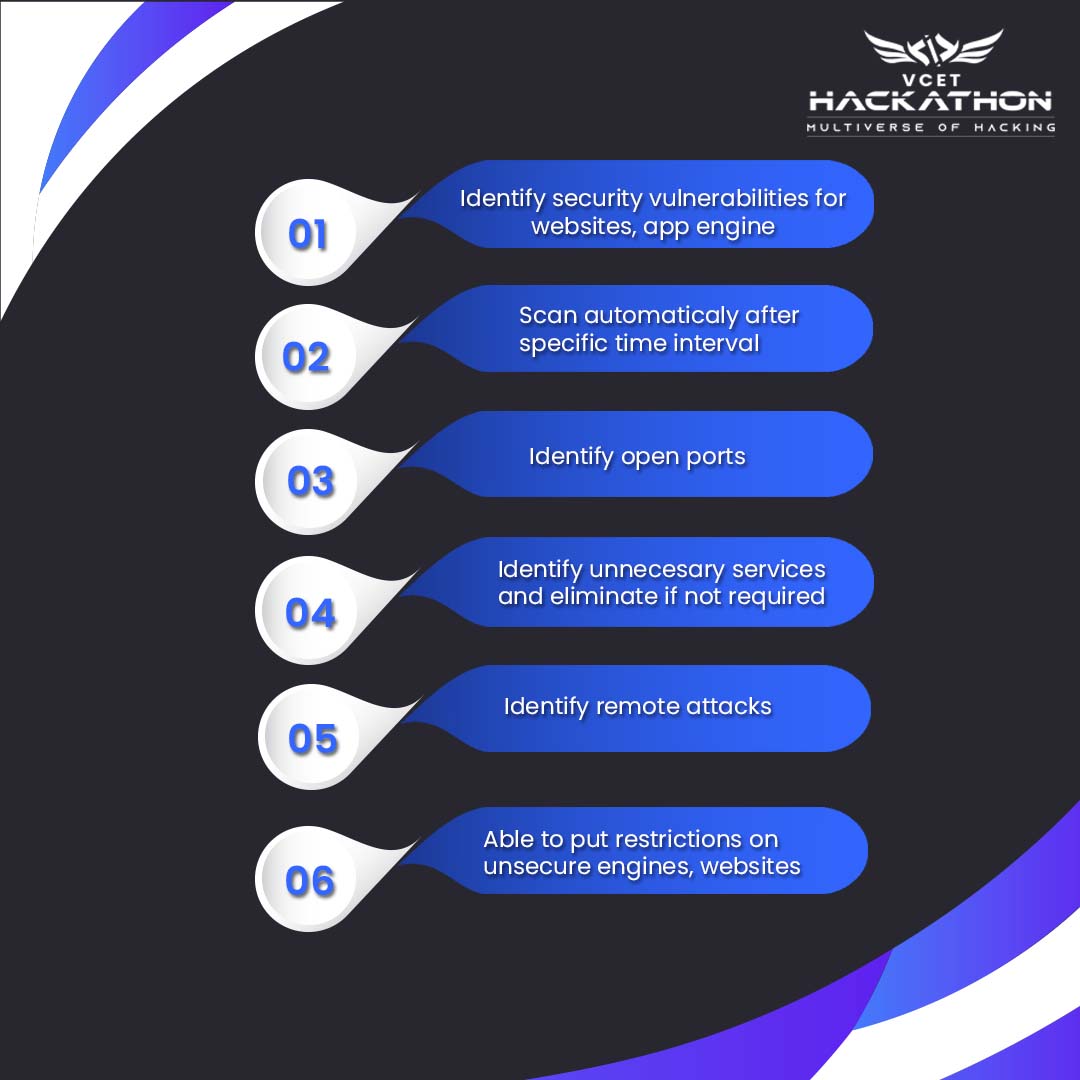 VCET
HACKATHON
MULTIVERSE OF HACKING
01
Identify security vulnerabilities for
websites, app engine
02
Scan automaticaly after
specific time interval
03
Identify open ports
04
Identify unnecesary services
and eliminate if not required
05
Identify remote attacks
06
Able to put restrictions on
unsecure engines, websites